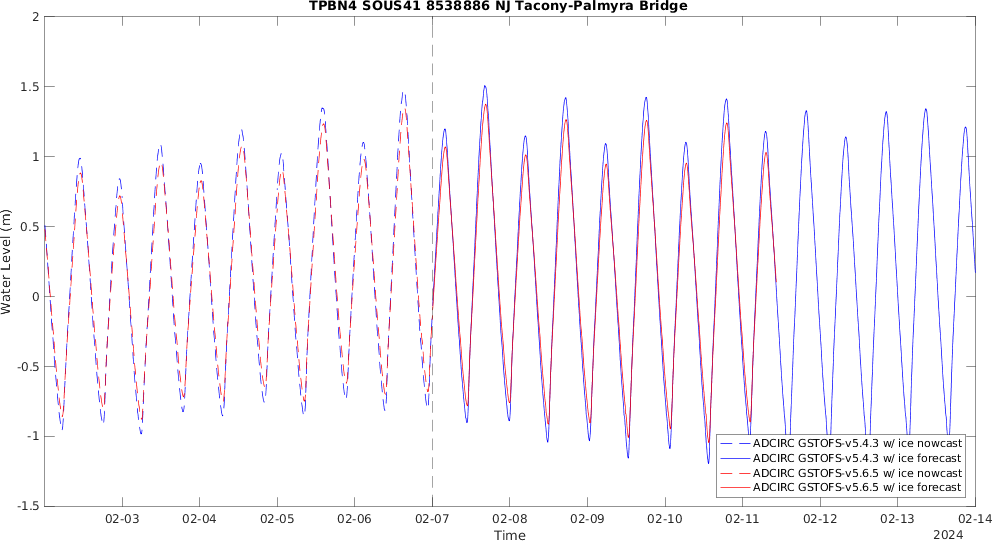 TPBN4 SOUS41 8538886 NJ Tacony-Palmyra Bridge
2
1.5
1
0.5
0
-0.5
-1
-1.5
Water Level (m)
ADCIRC GSTOFS-v5.4.3 w/ ice nowcast
ADCIRC GSTOFS-v5.4.3 w/ ice forecast
ADCIRC GSTOFS-v5.6.5 w/ ice nowcast
ADCIRC GSTOFS-v5.6.5 w/ ice forecast
02-03 02-04 02-05 02-06 02-07 02-08 02-09 02-10 02-11 02-12 02-13 02-14
Time
2024